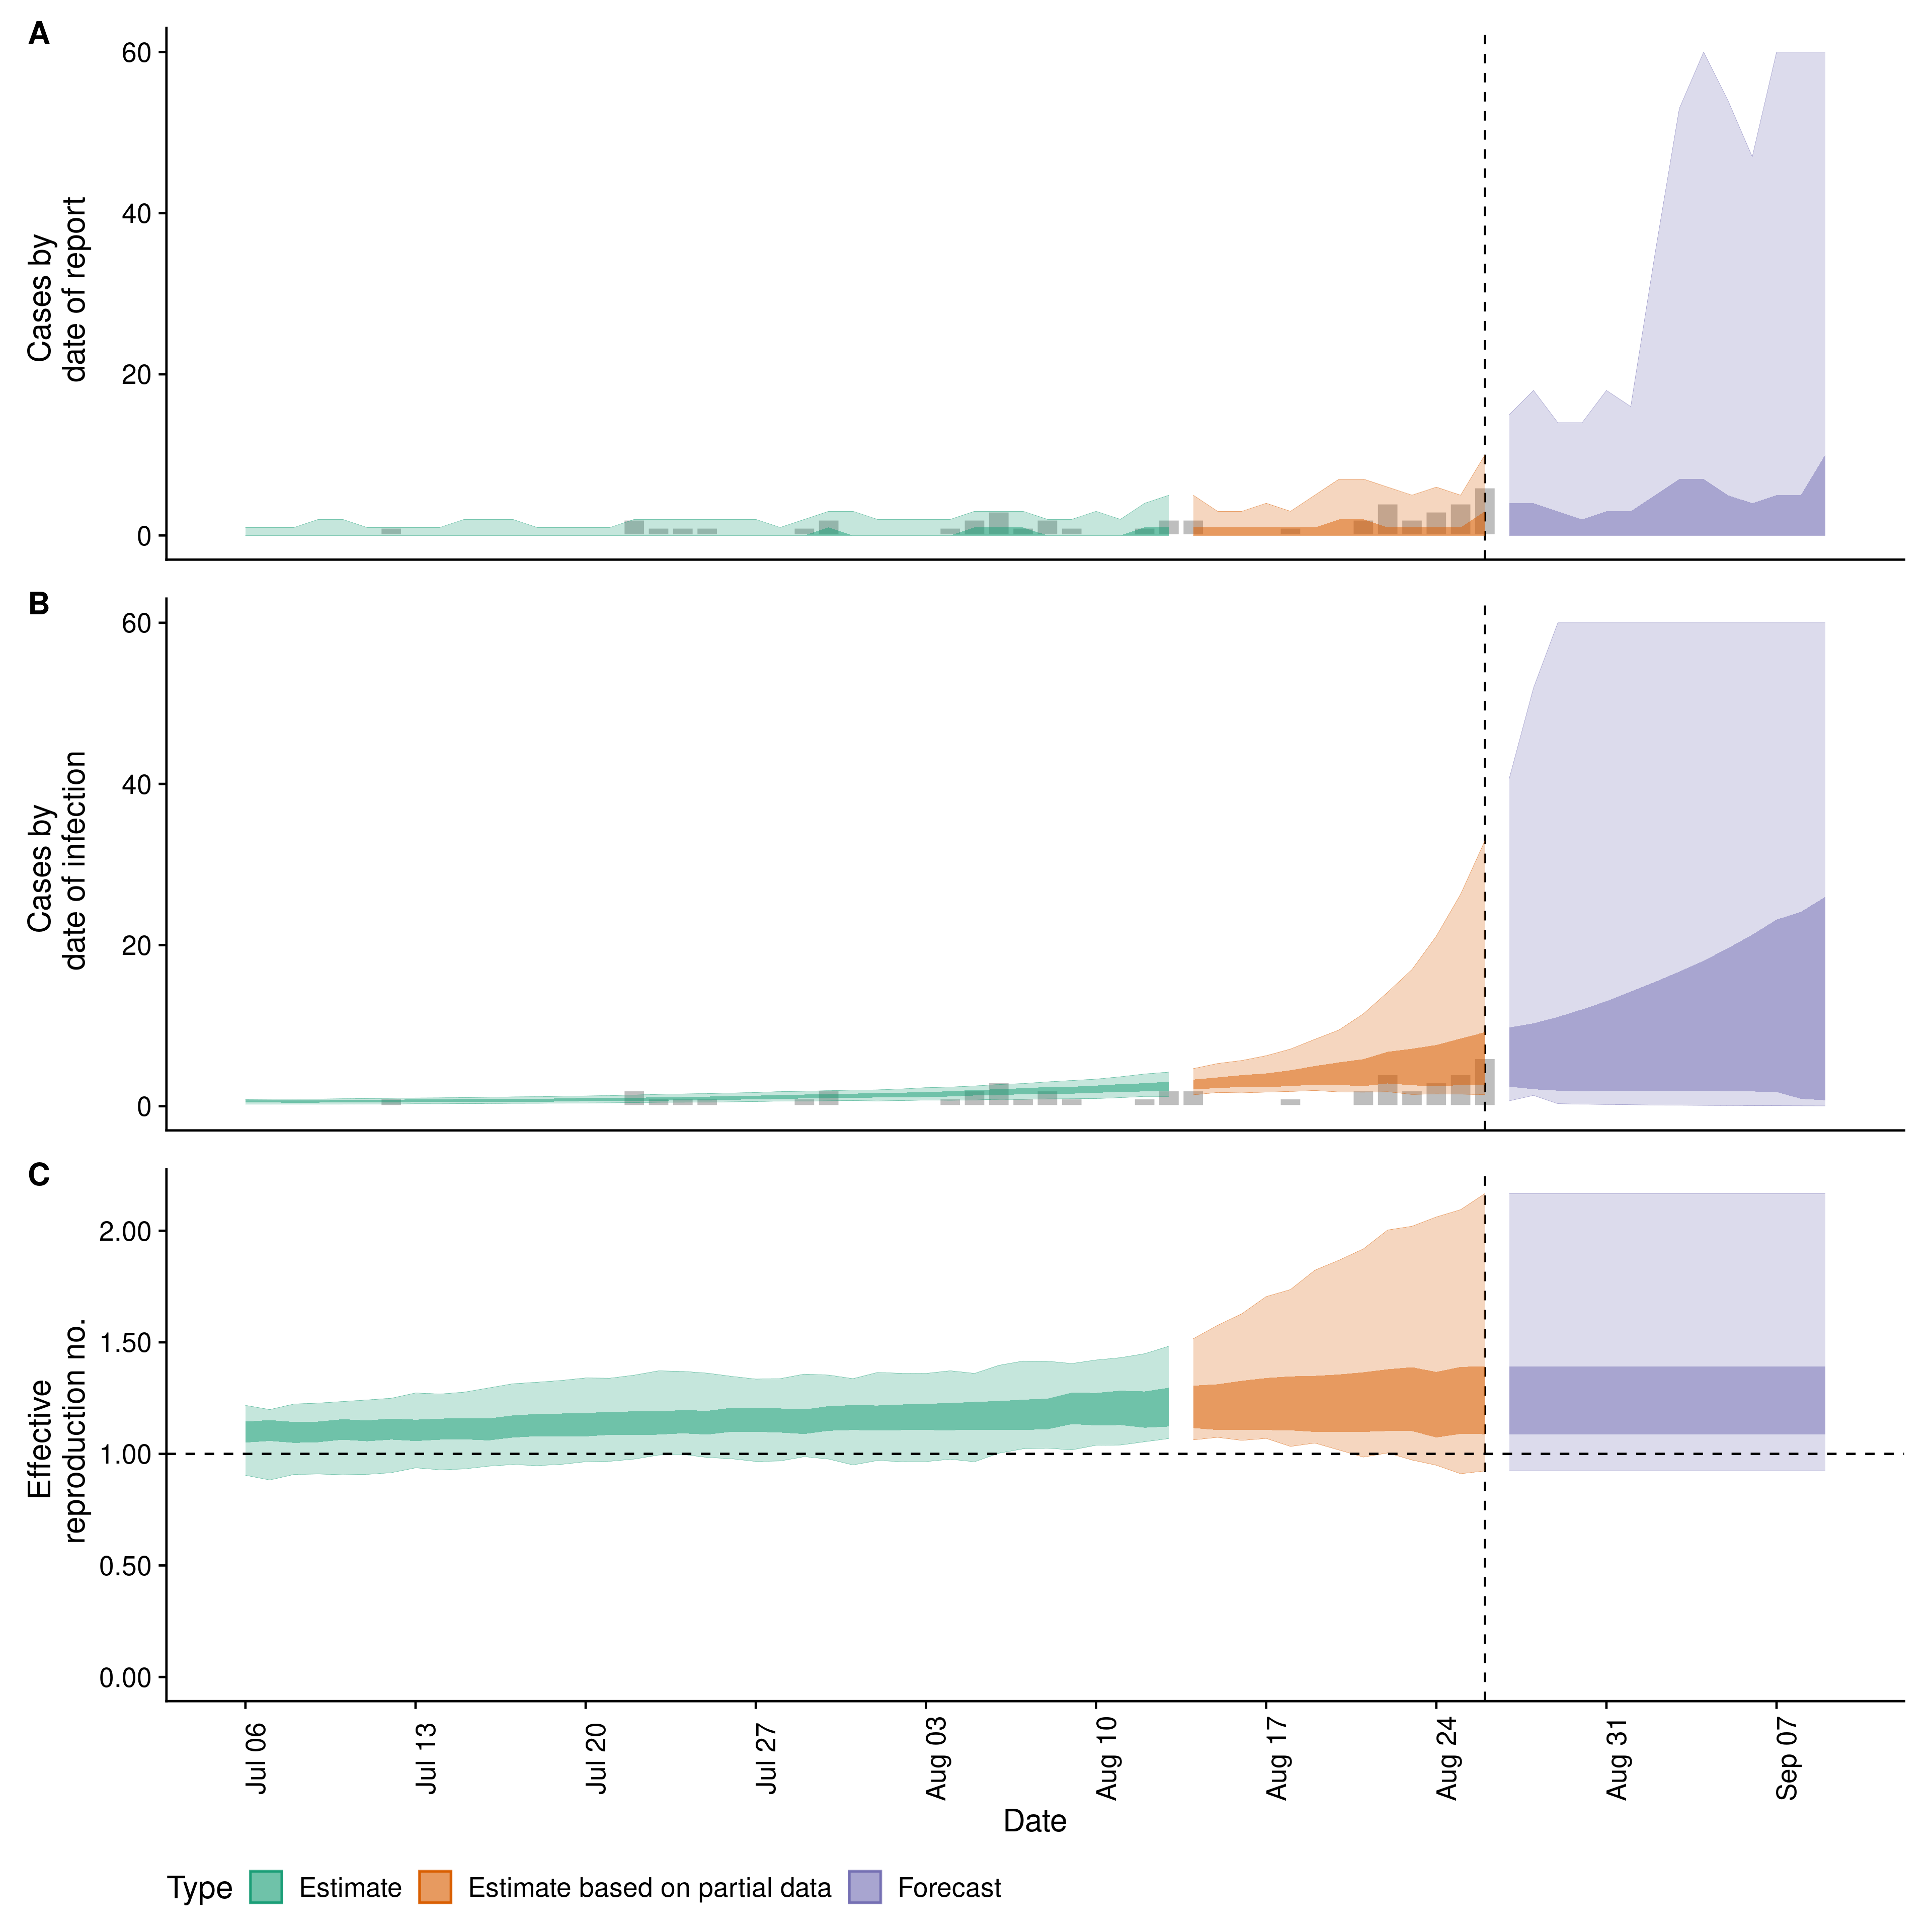 A
60
40
20
0
Cases by
date of report
B
60
40
20
0
Cases by
date of infection
C
2.00
1.50
1.00
0.50
0.00
Effective
reproduction no.
Jul 06
Jul 13
Jul 20
Jul 27
Aug 03
Aug 10
Aug 17
Aug 24
Aug 31
Sep 07
Date
Type Estimate Estimate based on partial data Forecast